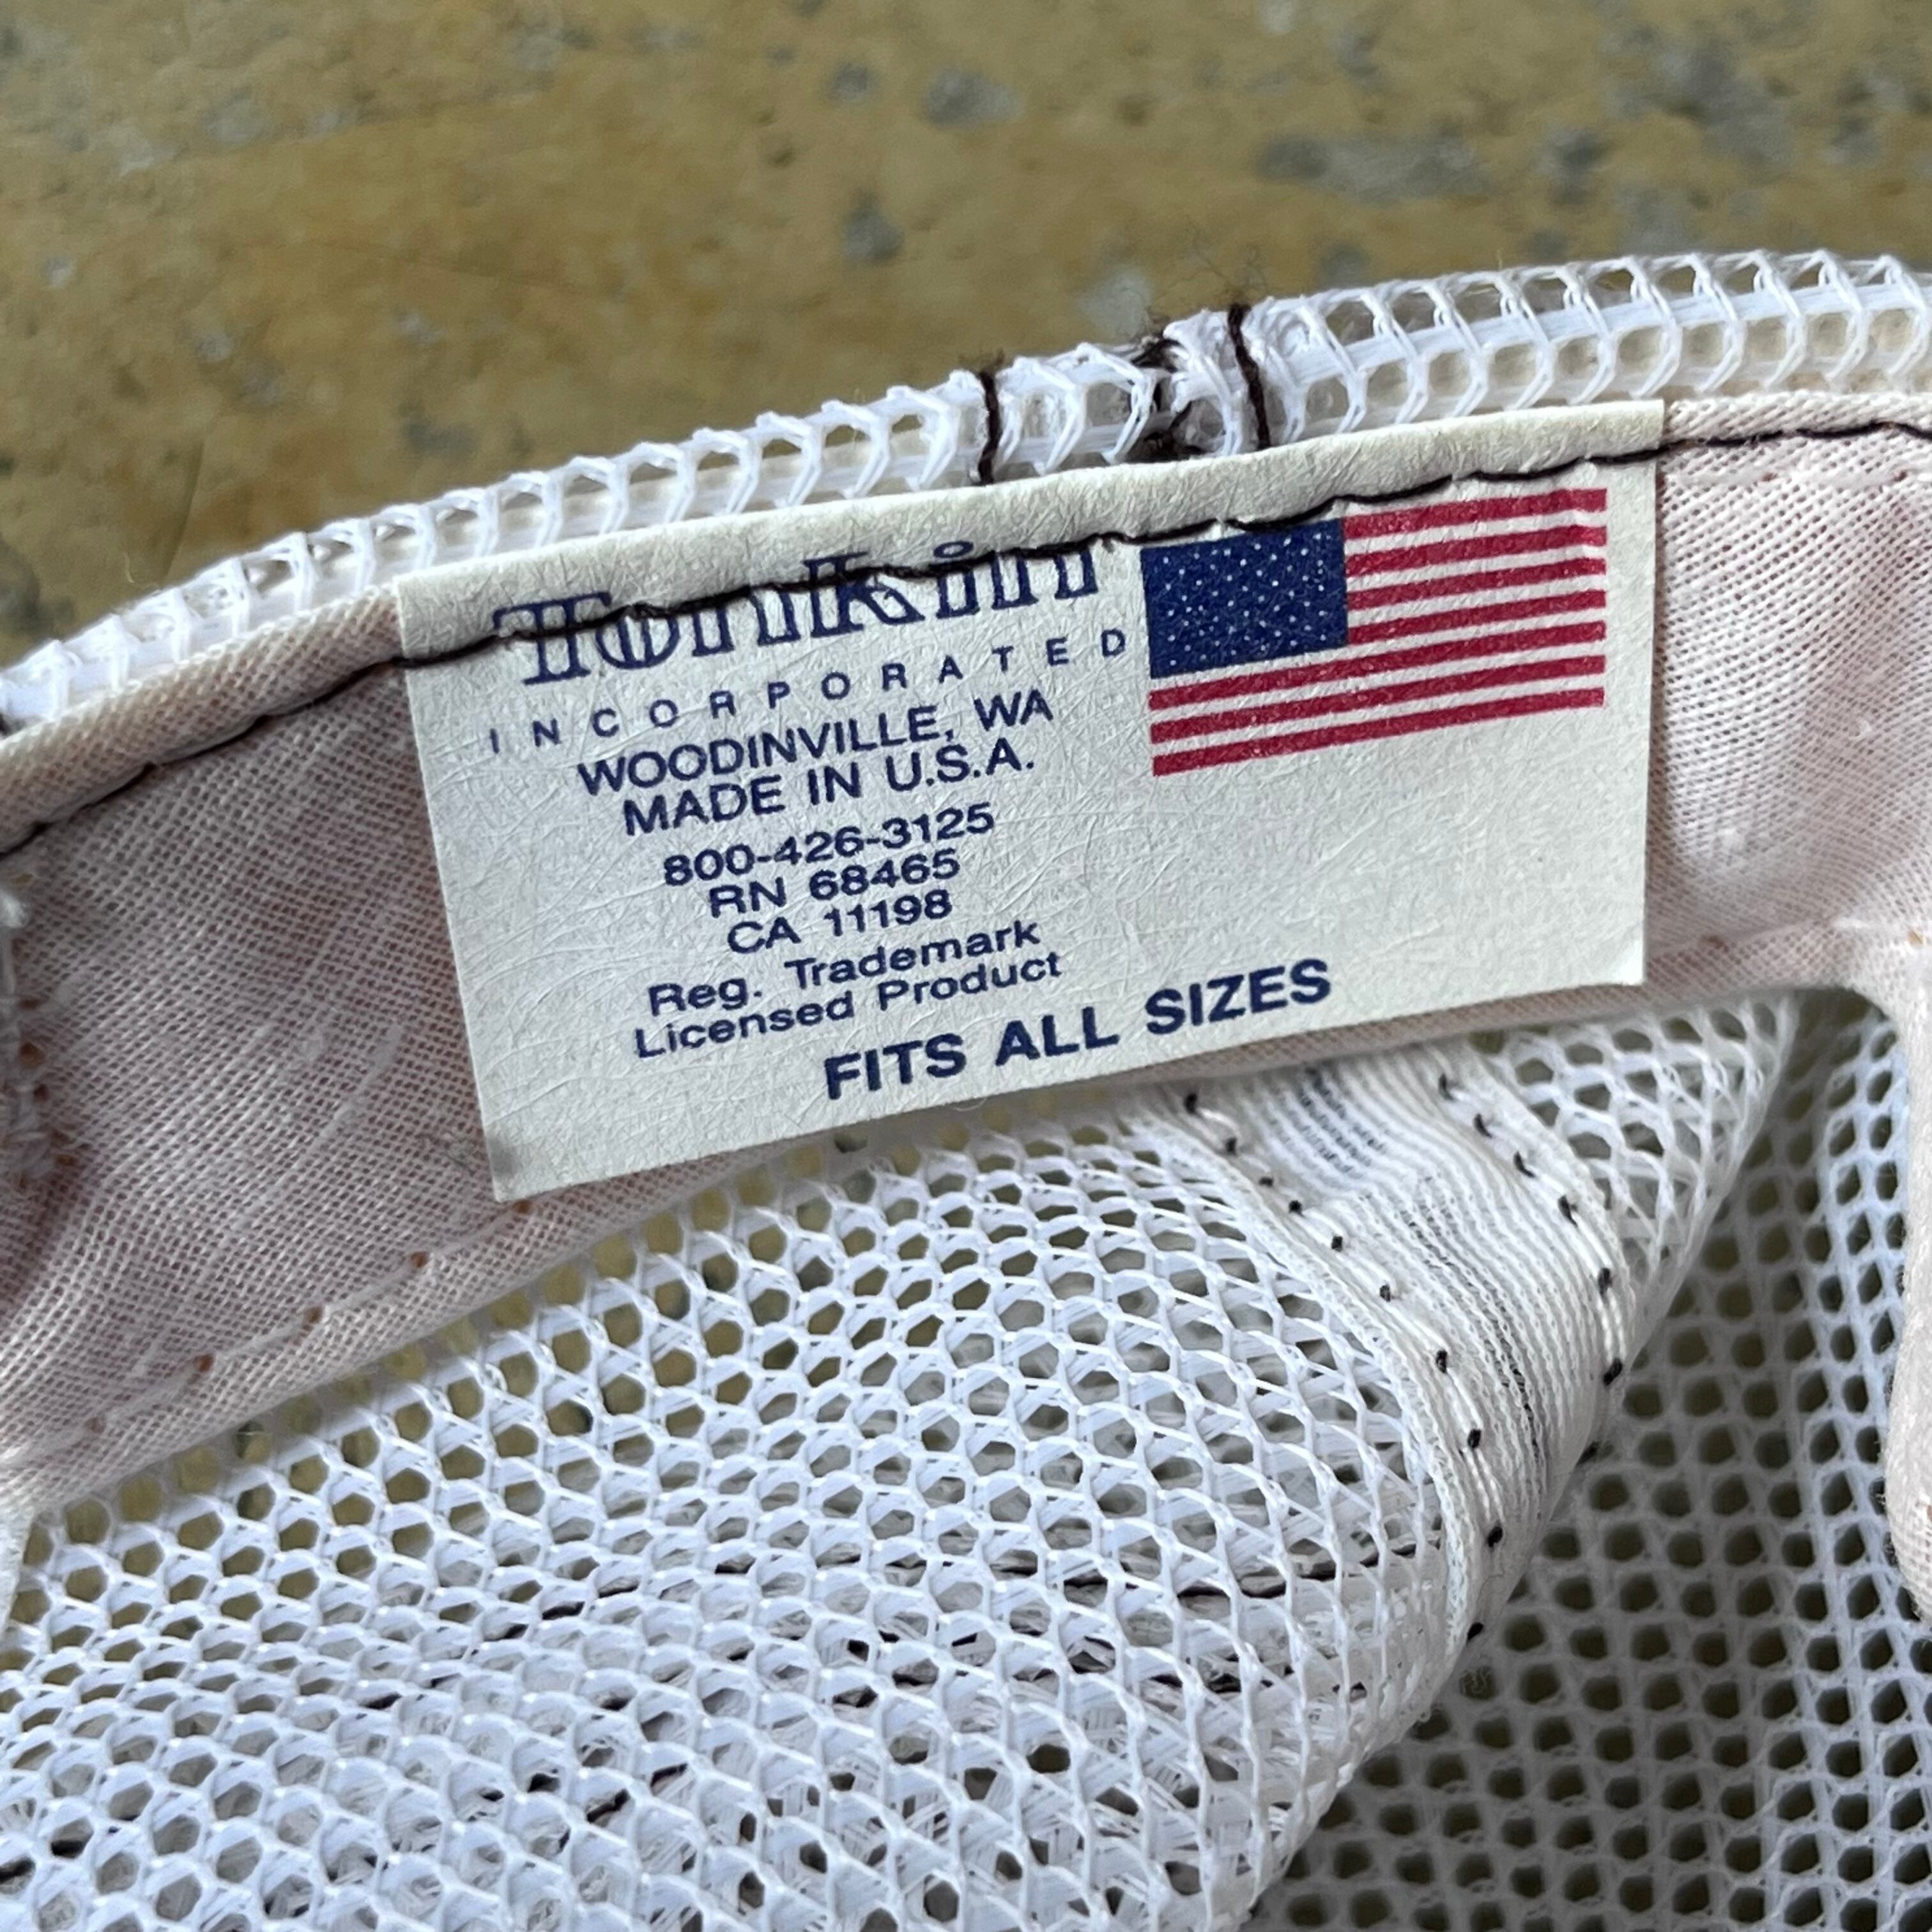 Tonkin
INCORPORATED
WOODINVILLE, WA
MADE IN U.S.A.
800-426-3125
RN 68465
CA 11198
Reg. Trademark
Licensed Product
FITS ALL SIZES